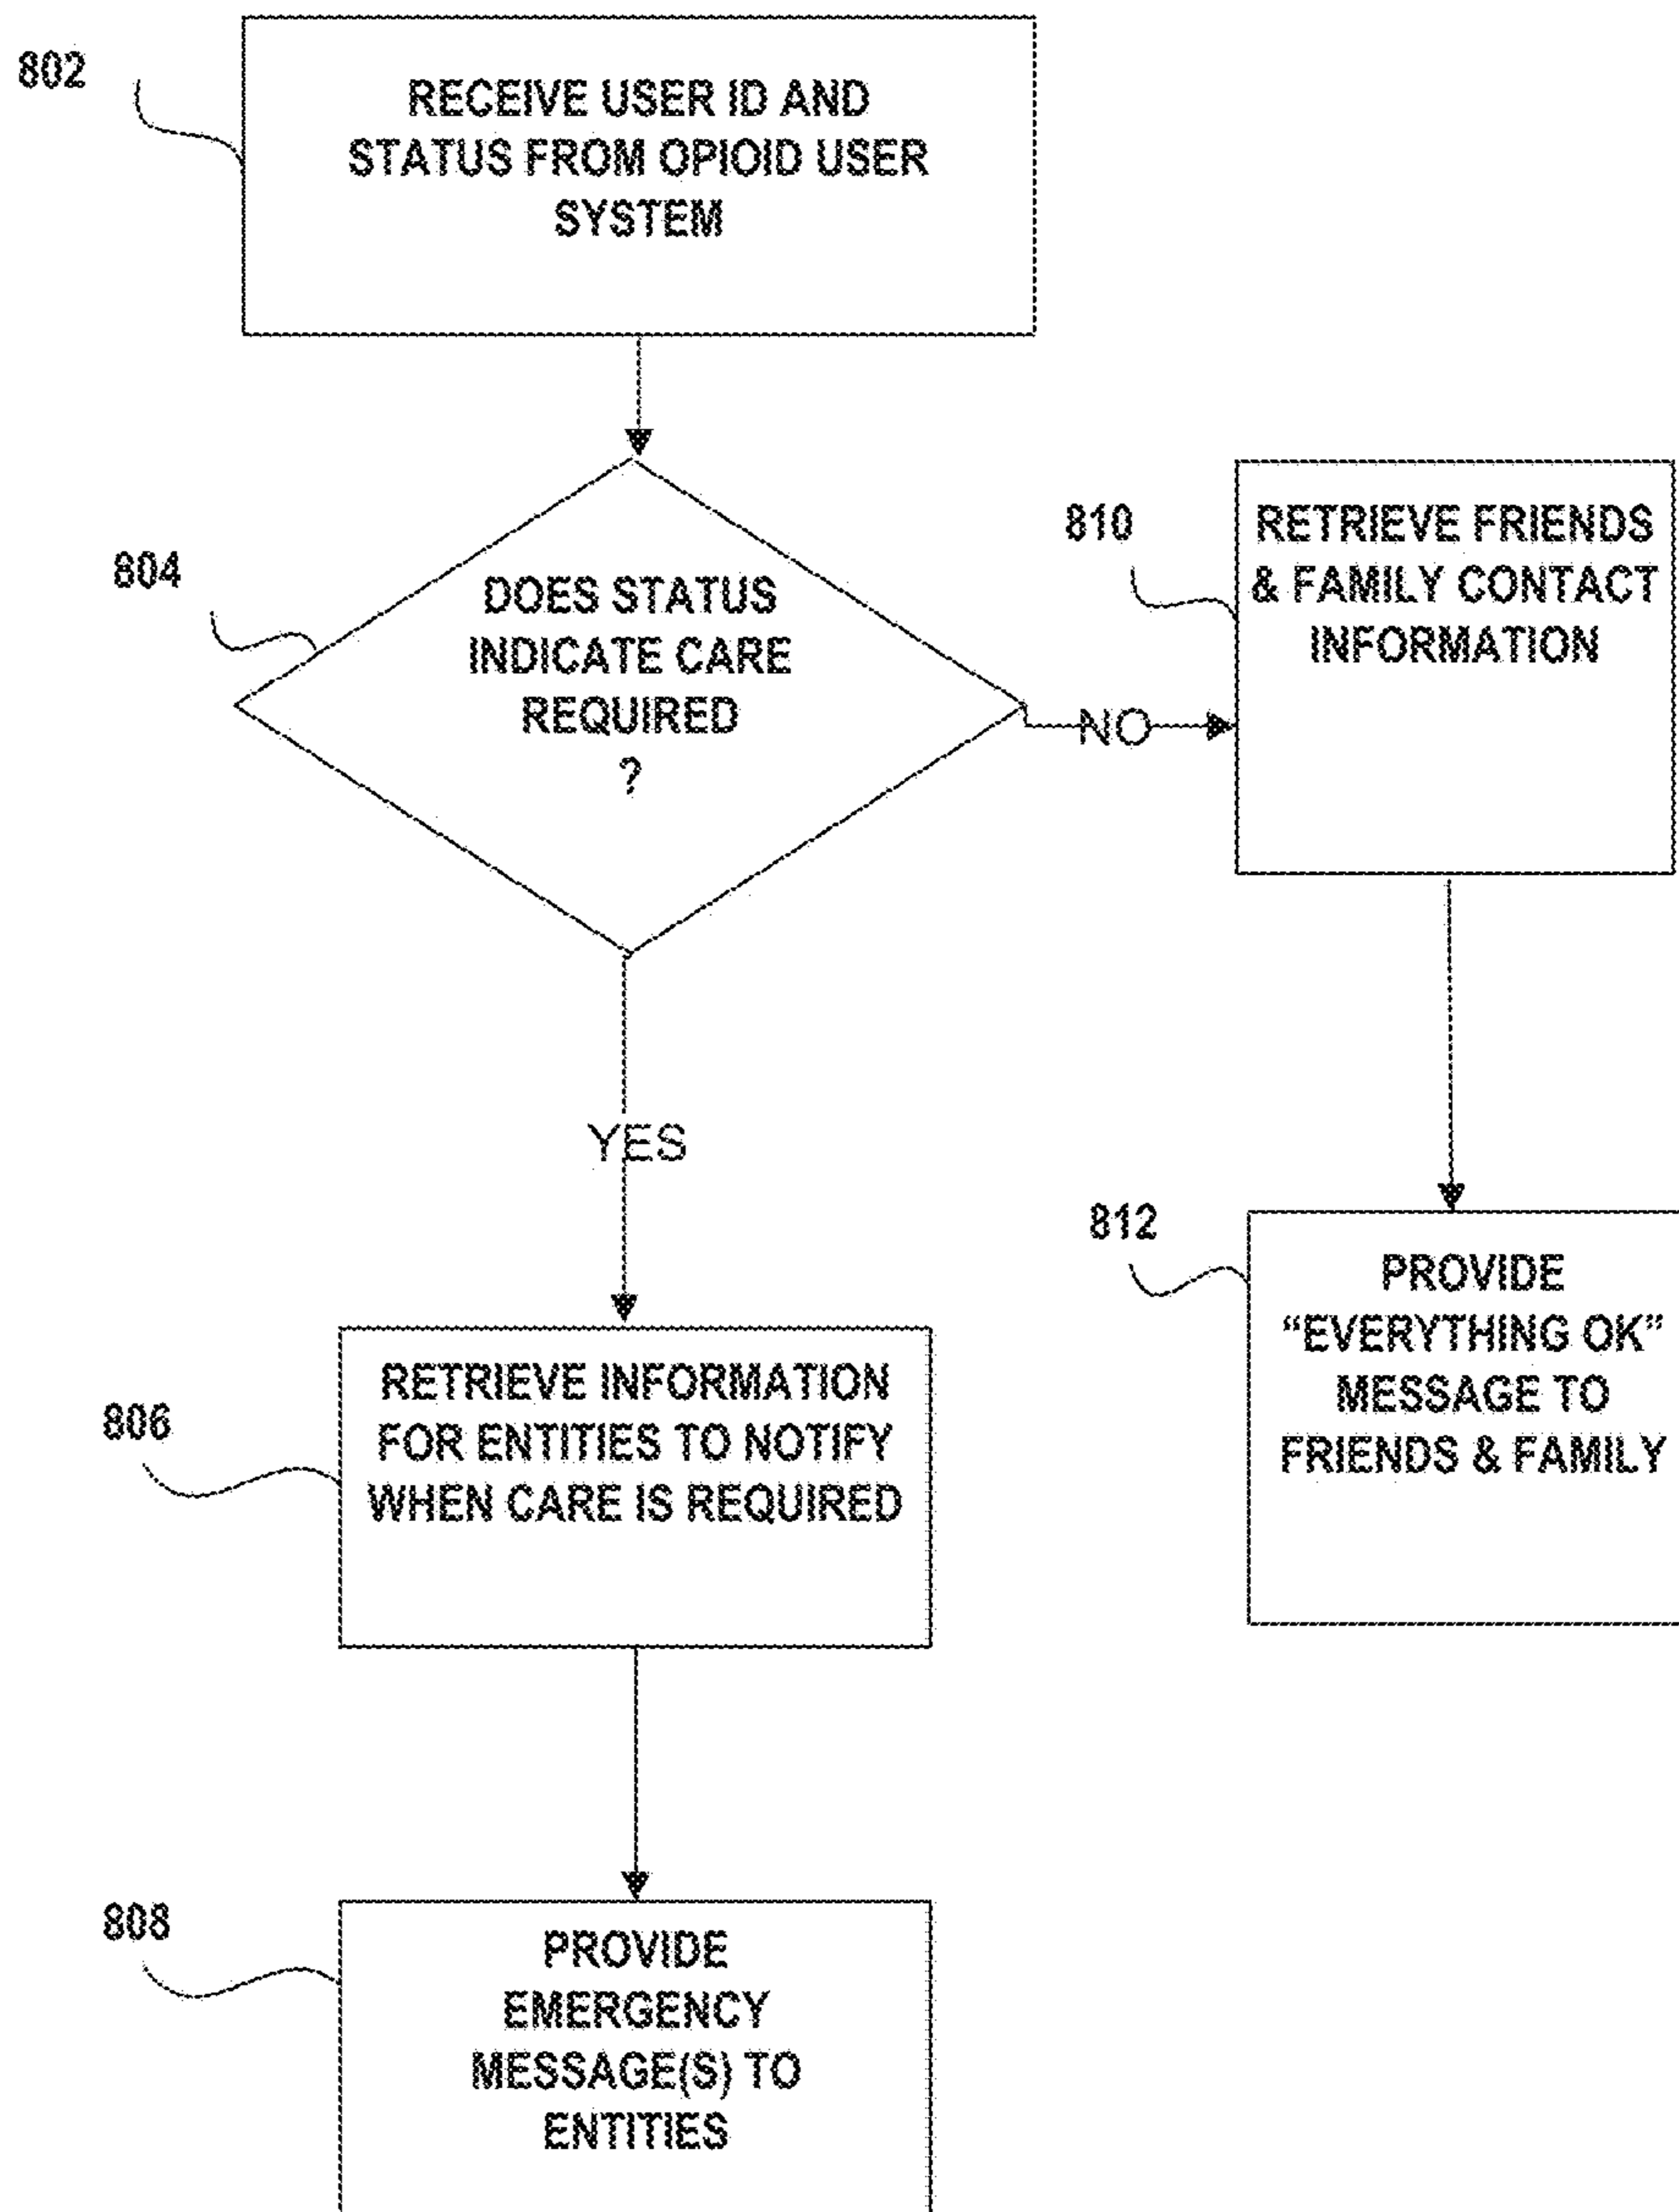 802
RECEIVE USER ID AND
STATUS FROM OPIOID USER
SYSTEM
804
DOES STATUS
INDICATE CARE
REQUIRED
?
NO
810
RETRIEVE FRIENDS
& FAMILY CONTACT
INFORMATION
YES
812
PROVIDE
“EVERYTHING OK”
MESSAGE TO
FRIENDS & FAMILY
806
RETRIEVE INFORMATION
FOR ENTITIES TO NOTIFY
WHEN CARE IS REQUIRED
808
PROVIDE
EMERGENCY
MESSAGE(S) TO
ENTITIES